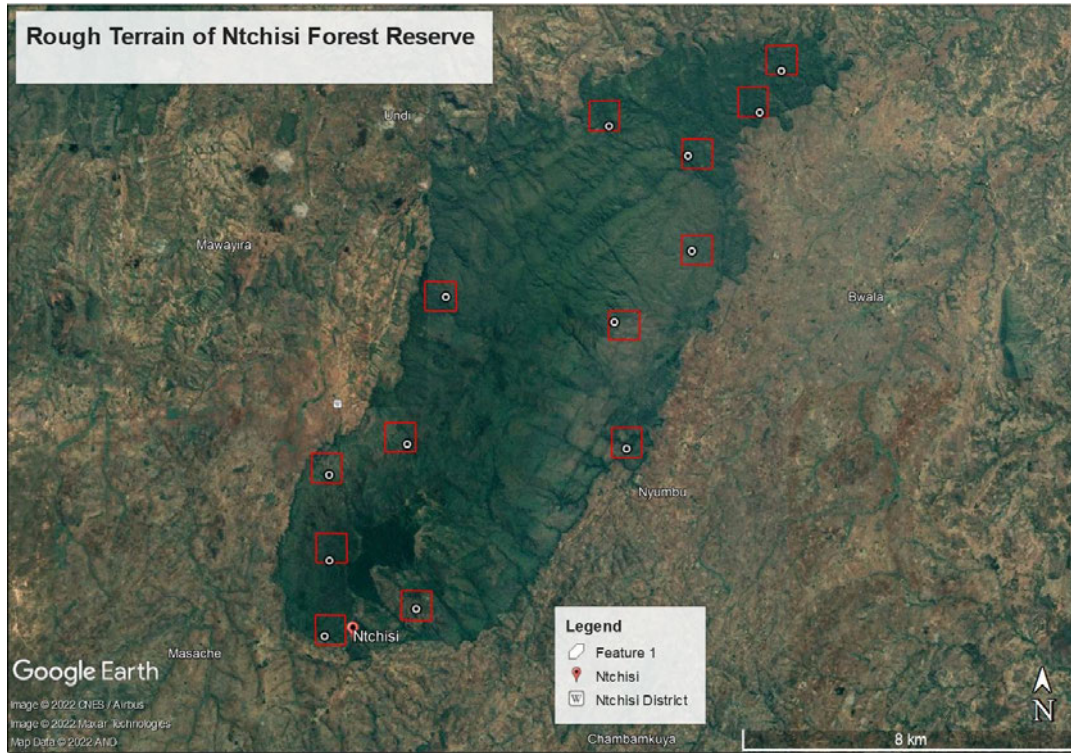 Rough Terrain of Ntchisi Forest Reserve
Undi
Mawayira
Bwala
W
Nyumbu
Ntchisi
Masache
Legend
Feature 1
Ntchisi
W Ntchisi District
Google Earth
Image © 2022 CNES / Airbus
Image © 2022 Maxar Technologies
Map Data © 2022 AND
Chambamkuya
8 km
N